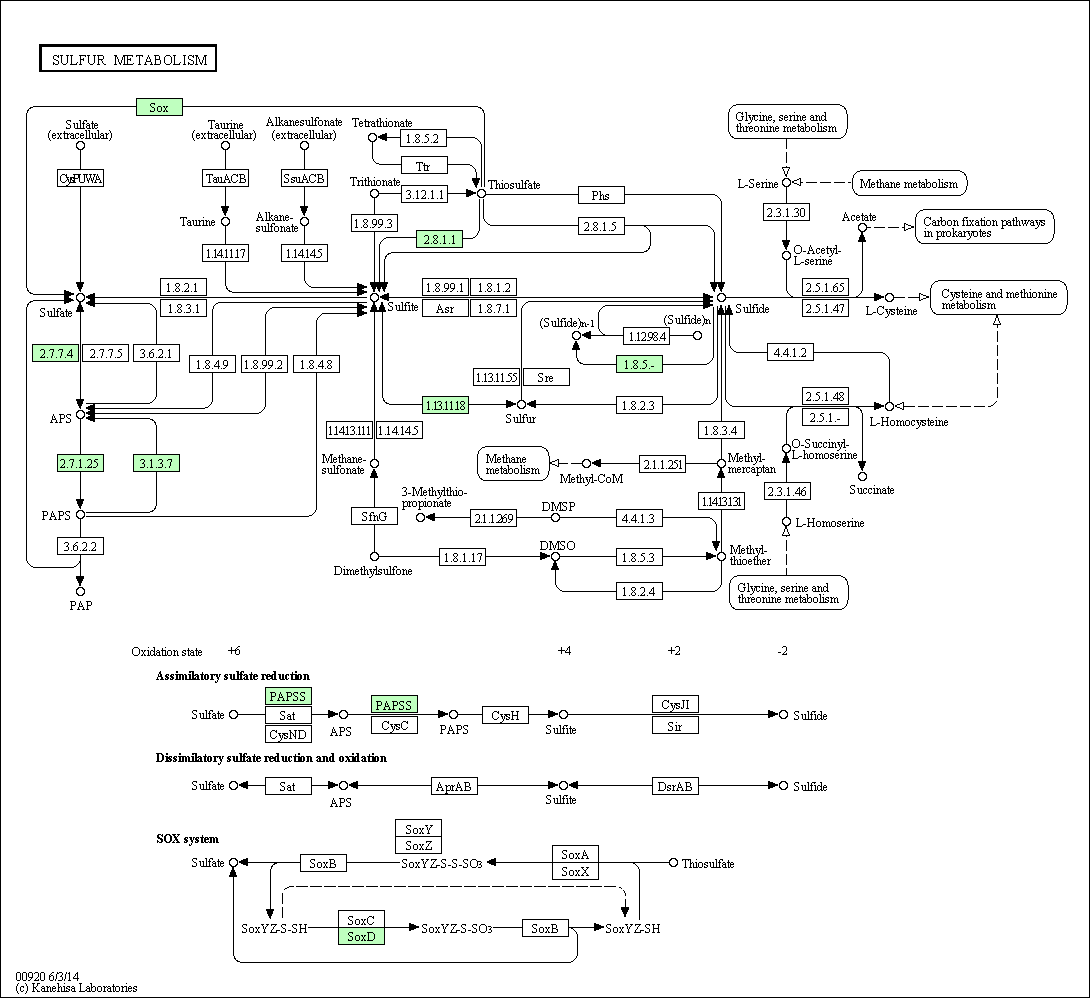 SULFUR METABOLISM
Sox
Sulfate
(extracellular)
Taurine
(extracellular)
Alkanesulfonate
(extracellular)
Tetrathionate
1.8.5.2
Glycine, serine and
threonine metabolism
CysPUWA
TauACB
SsuACB
Ttr
Trithionate
3.12.1.1
Thiosulfate
Phs
L-Serine
Methane metabolism
Taurine
Alkane-
sulfonate
1.8.99.3
2.8.1.1
2.8.1.5
2.3.1.30
Acetate
Carbon fixation pathways
in prokaryotes
1.14.11.17
1.14.14.5
O-Acetyl-
L-serine
1.8.2.1
1.8.3.1
1.8.99.1
1.8.1.2
Asr
1.8.7.1
2.5.1.65
2.5.1.47
Cysteine and methionine
metabolism
Sulfate
Sulfite
Sulfide
L-Cysteine
(Sulfide)n-1
(Sulfide)n
1.12.98.4
2.7.7.4
2.7.7.5
3.6.2.1
1.8.4.9
1.8.99.2
1.8.4.8
1.8.5.-
4.4.1.2
1.13.11.55
Sre
1.13.11.18
1.8.2.3
2.5.1.48
2.5.1.-
APS
Sulfur
L-Homocysteine
1.14.13.111
1.14.14.5
1.8.3.4
2.7.1.25
3.1.3.7
Methane-
sulfonate
Methane
metabolism
Methyl-CoM
2.1.1.251
Methyl-
mercaptan
O-Succinyl-
L-homoserine
Succinate
2.3.1.46
3-Methylthio-
propionate
1.14.13.131
PAPS
SfnG
2.1.1.269
DMSP
4.4.1.3
L-Homoserine
3.6.2.2
Dimethylsulfone
1.8.1.17
DMSO
1.8.5.3
Methyl-
thioether
1.8.2.4
Glycine, serine and
threonine metabolism
PAP
Oxidation state +6 +4 +2 -2
Assimilatory sulfate reduction
PAPSS
Sulfate
Sat
CysND
APS
PAPSS
CysC
PAPS
CysH
Sulfite
CysJI
Sir
Sulfide
Dissimilatory sulfate reduction and oxidation
Sulfate
Sat
APS
AprAB
Sulfite
DsrAB
Sulfide
SOX system
SoxY
SoxZ
Sulfate
SoxB
SoxYZ-S-S-SO3
SoxA
SoxX
Thiosulfate
SoxYZ-S-SH
SoxC
SoxD
SoxYZ-S-SO3
SoxB
SoxYZ-SH
00920 6/3/14
(c) Kanehisa Laboratories